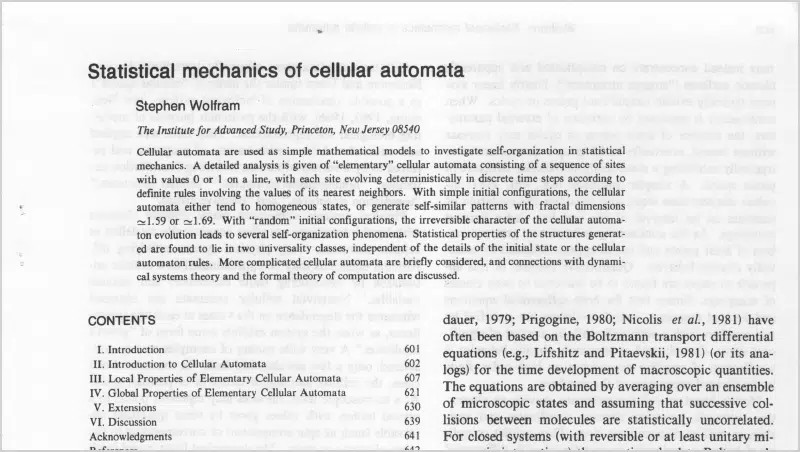 Statistical mechanics of cellular automata
Stephen Wolfram
The Institute for Advanced Study, Princeton, New Jersey 08540
Cellular automata are used as simple mathematical models to investigate self-organization in statistical
mechanics. A detailed analysis is given of "elementary" cellular automata consisting of a sequence of sites
with values 0 or 1 on a line, with each site evolving deterministically in discrete time steps according to
definite rules involving the values of its nearest neighbors. With simple initial configurations, the cellular
automata either tend to homogeneous states, or generate self-similar patterns with fractal dimensions
≃1.59 or ≃1.69. With "random" initial configurations, the irreversible character of the cellular automa-
ton evolution leads to several self-organization phenomena. Statistical properties of the structures generat-
ed are found to lie in two universality classes, independent of the details of the initial state or the cellular
automaton rules. More complicated cellular automata are briefly considered, and connections with dynami-
cal systems theory and the formal theory of computation are discussed.
CONTENTS
I. Introduction 601
II. Introduction to Cellular Automata 602
III. Local Properties of Elementary Cellular Automata 607
IV. Global Properties of Elementary Cellular Automata 621
V. Extensions 630
VI. Discussion 639
Acknowledgments 641
References 642
dauer, 1979; Prigogine, 1980; Nicolis et al., 1981) have
often been based on the Boltzmann transport differential
equations (e.g., Lifshitz and Pitaevskii, 1981) (or its ana-
logs) for the time development of macroscopic quantities.
The equations are obtained by averaging over an ensemble
of microscopic states and assuming that successive col-
lisions between molecules are statistically uncorrelated.
For closed systems (with reversible or at least unitary mi-